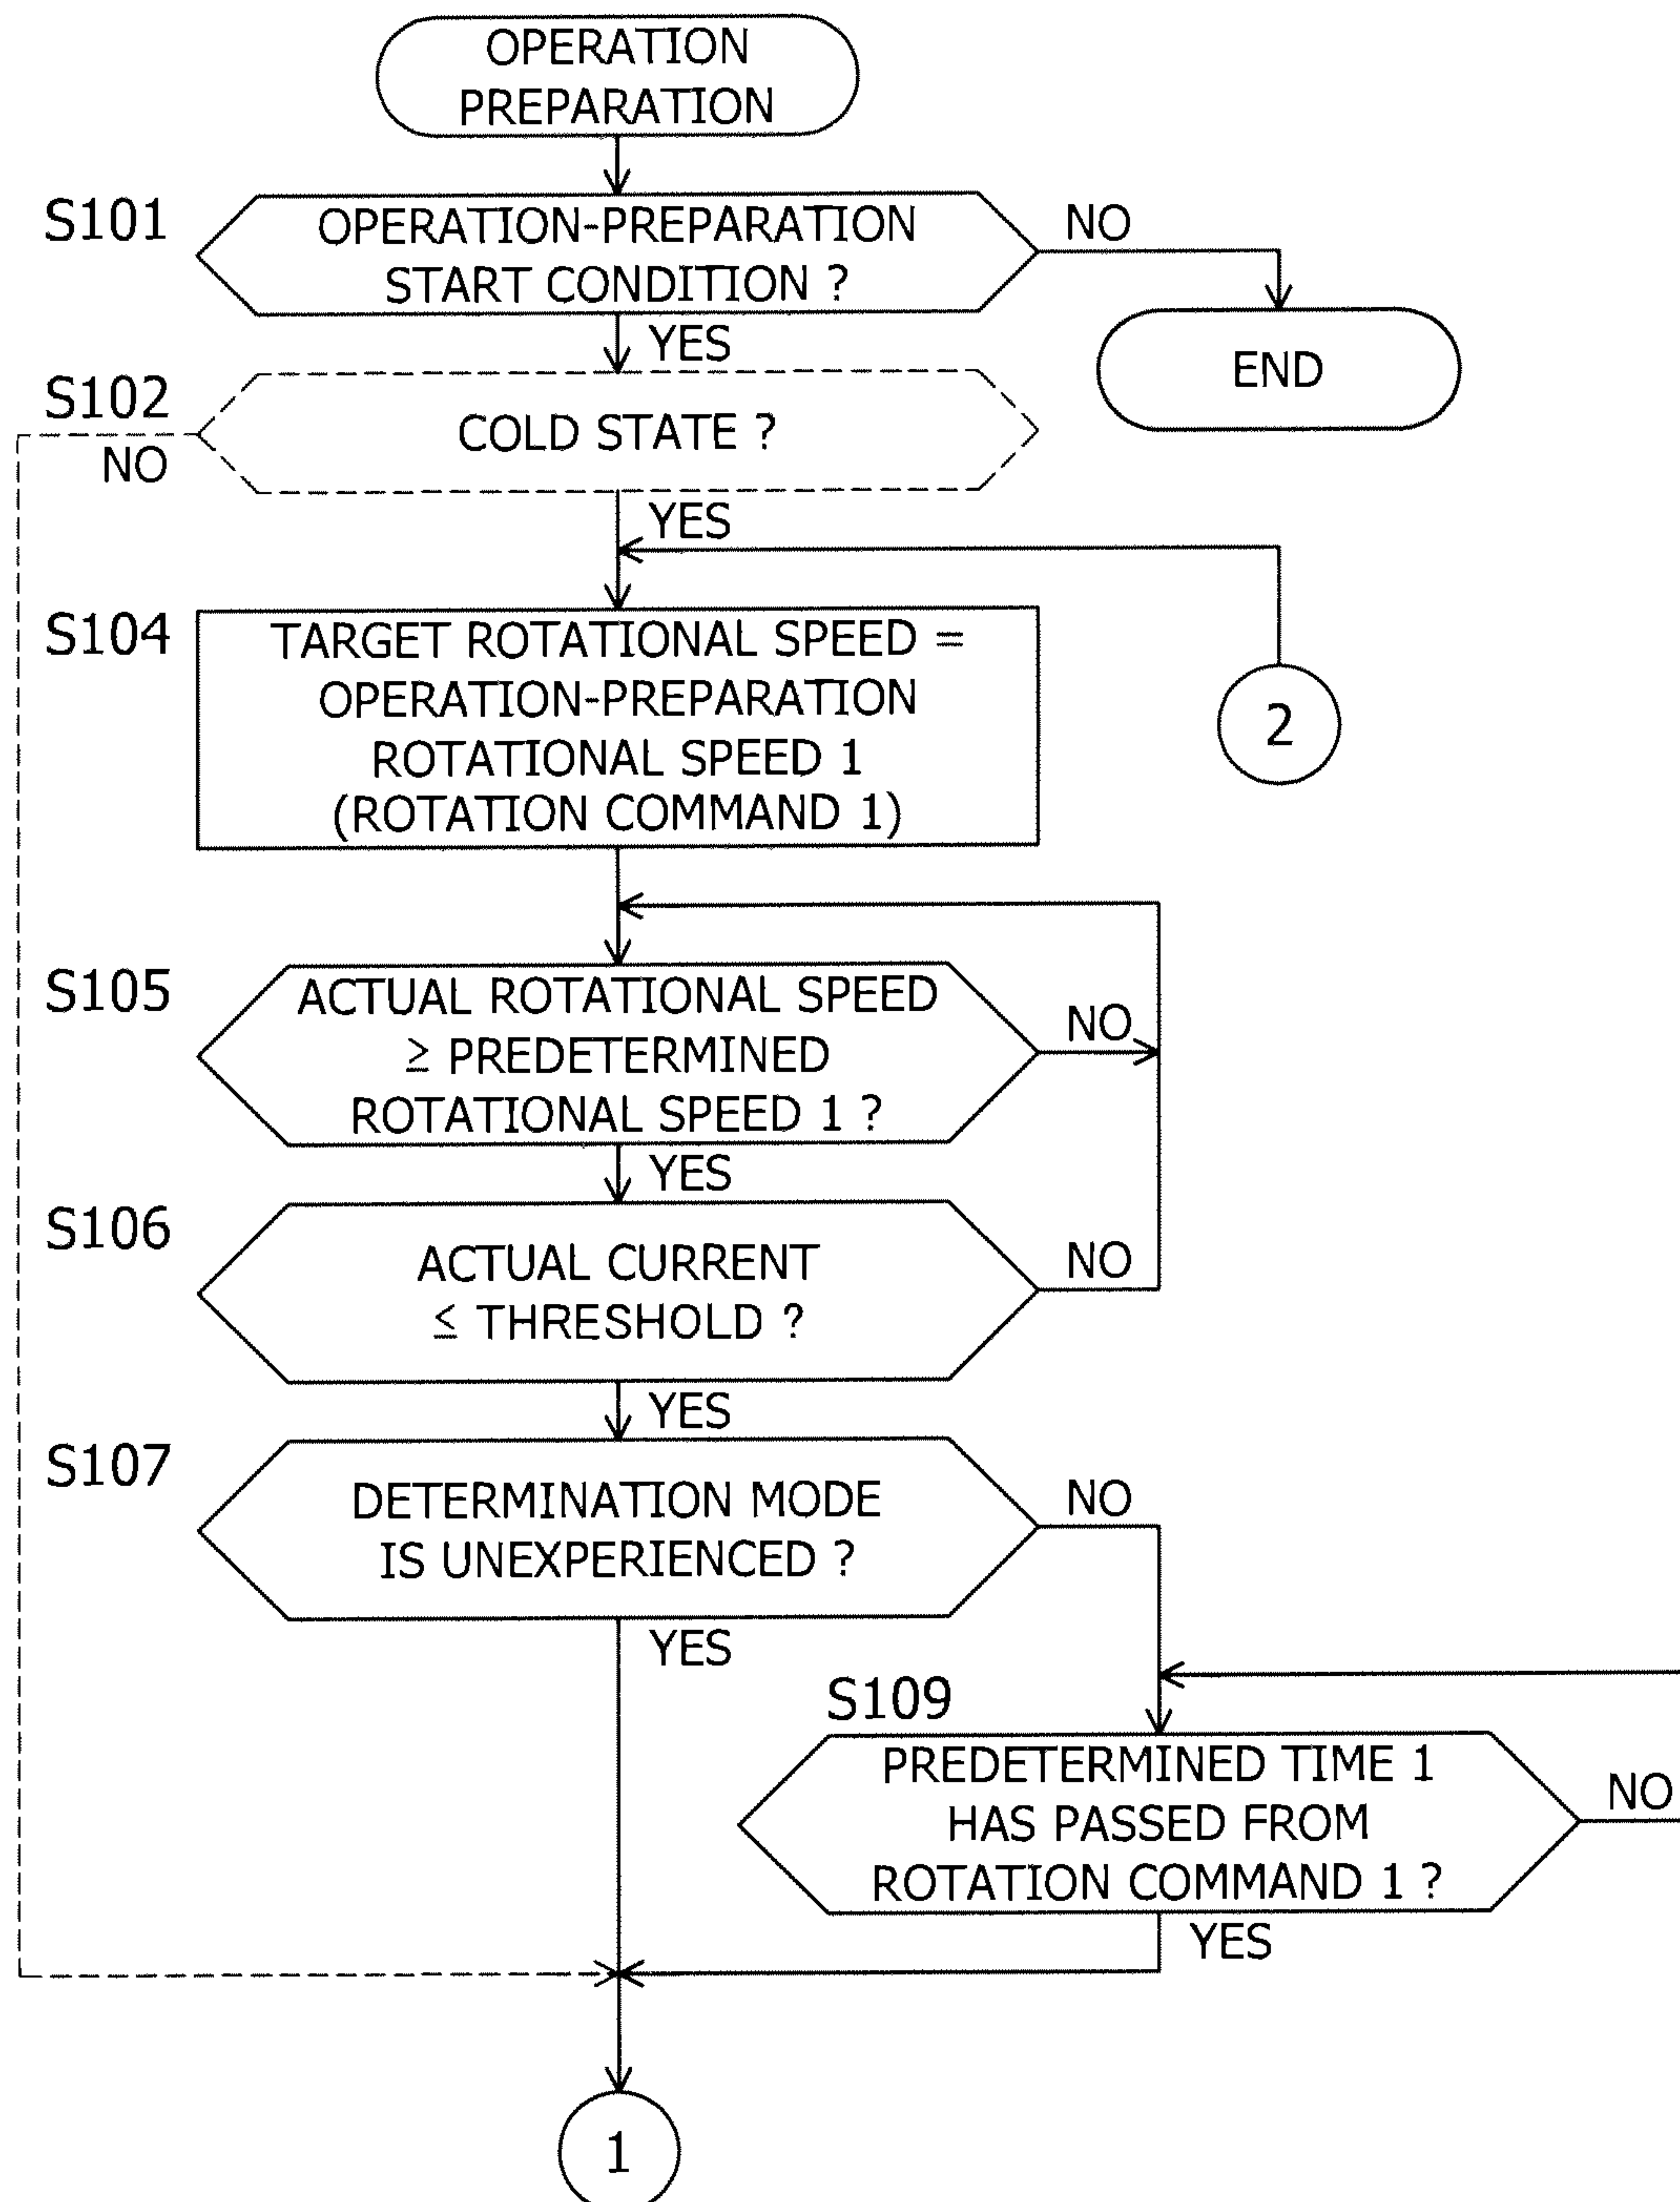 OPERATION
PREPARATION
S101
OPERATION-PREPARATION
START CONDITION ?
NO
END
YES
S102
COLD STATE ?
NO
YES
2
S104
TARGET ROTATIONAL SPEED =
OPERATION-PREPARATION
ROTATIONAL SPEED 1
(ROTATION COMMAND 1)
S105
ACTUAL ROTATIONAL SPEED
≥ PREDETERMINED
ROTATIONAL SPEED 1 ?
NO
YES
S106
ACTUAL CURRENT
≤ THRESHOLD ?
NO
YES
S107
DETERMINATION MODE
IS UNEXPERIENCED ?
NO
YES
S109
PREDETERMINED TIME 1
HAS PASSED FROM
ROTATION COMMAND 1 ?
NO
YES
1